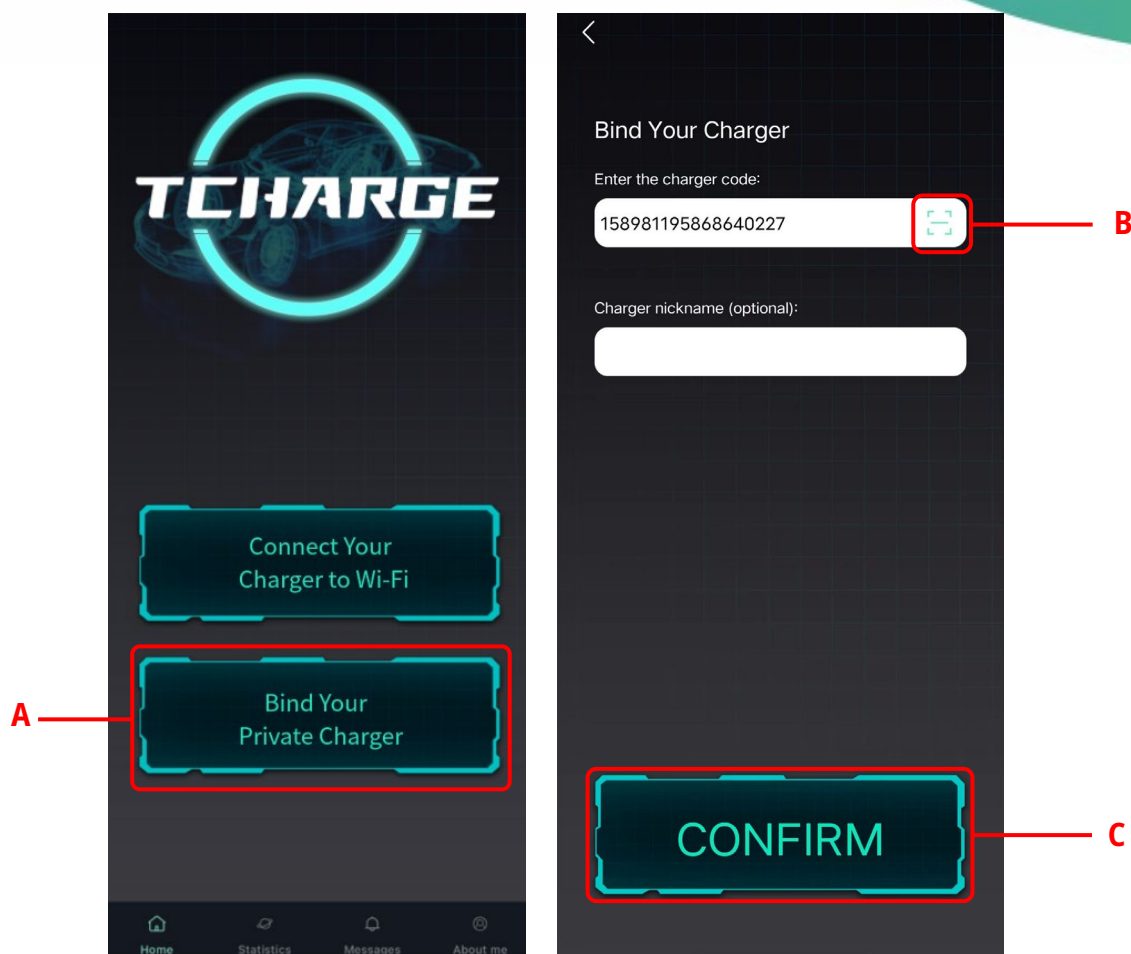 TCHARGE
Connect Your
Charger to Wi-Fi
A
Bind Your
Private Charger
Home
Statistics
Messages
About me
Bind Your Charger
Enter the charger code:
158981195868640227
B
Charger nickname (optional):
CONFIRM
C